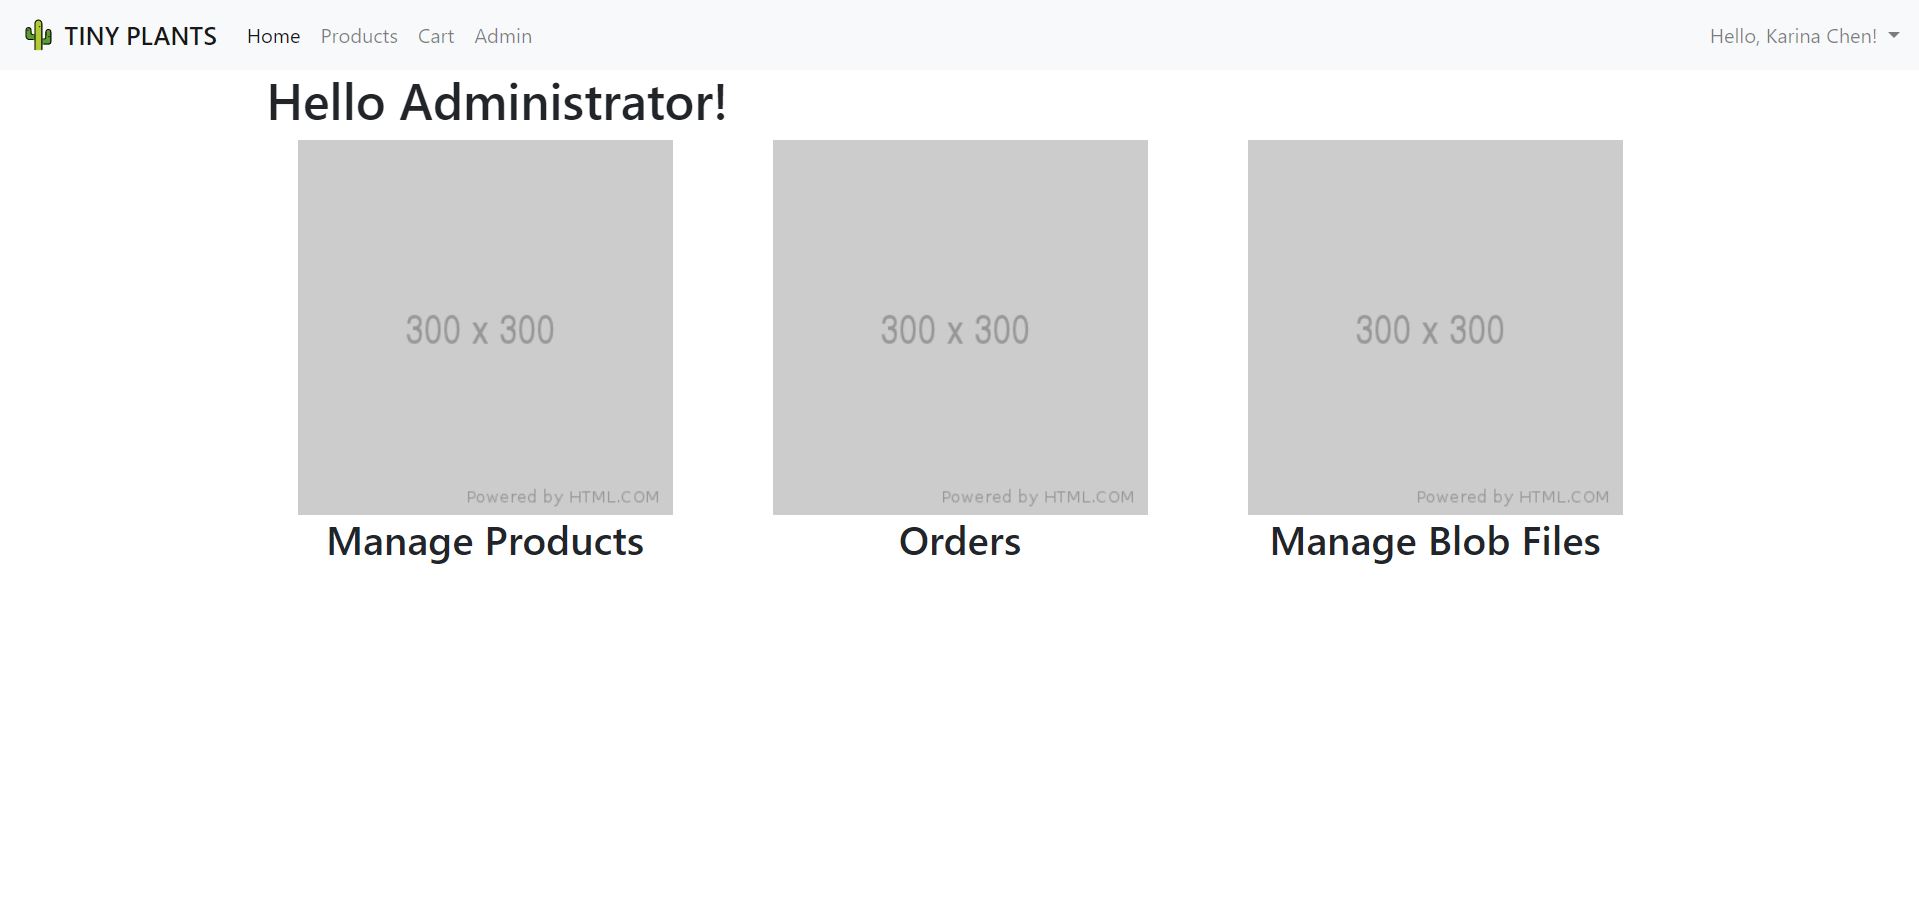 TINY PLANTS Home Products Cart Admin Hello, Karina Chen!
Hello Administrator!
300 x 300
Powered by HTML.COM
Manage Products
300 x 300
Powered by HTML.COM
Orders
300 x 300
Powered by HTML.COM
Manage Blob Files